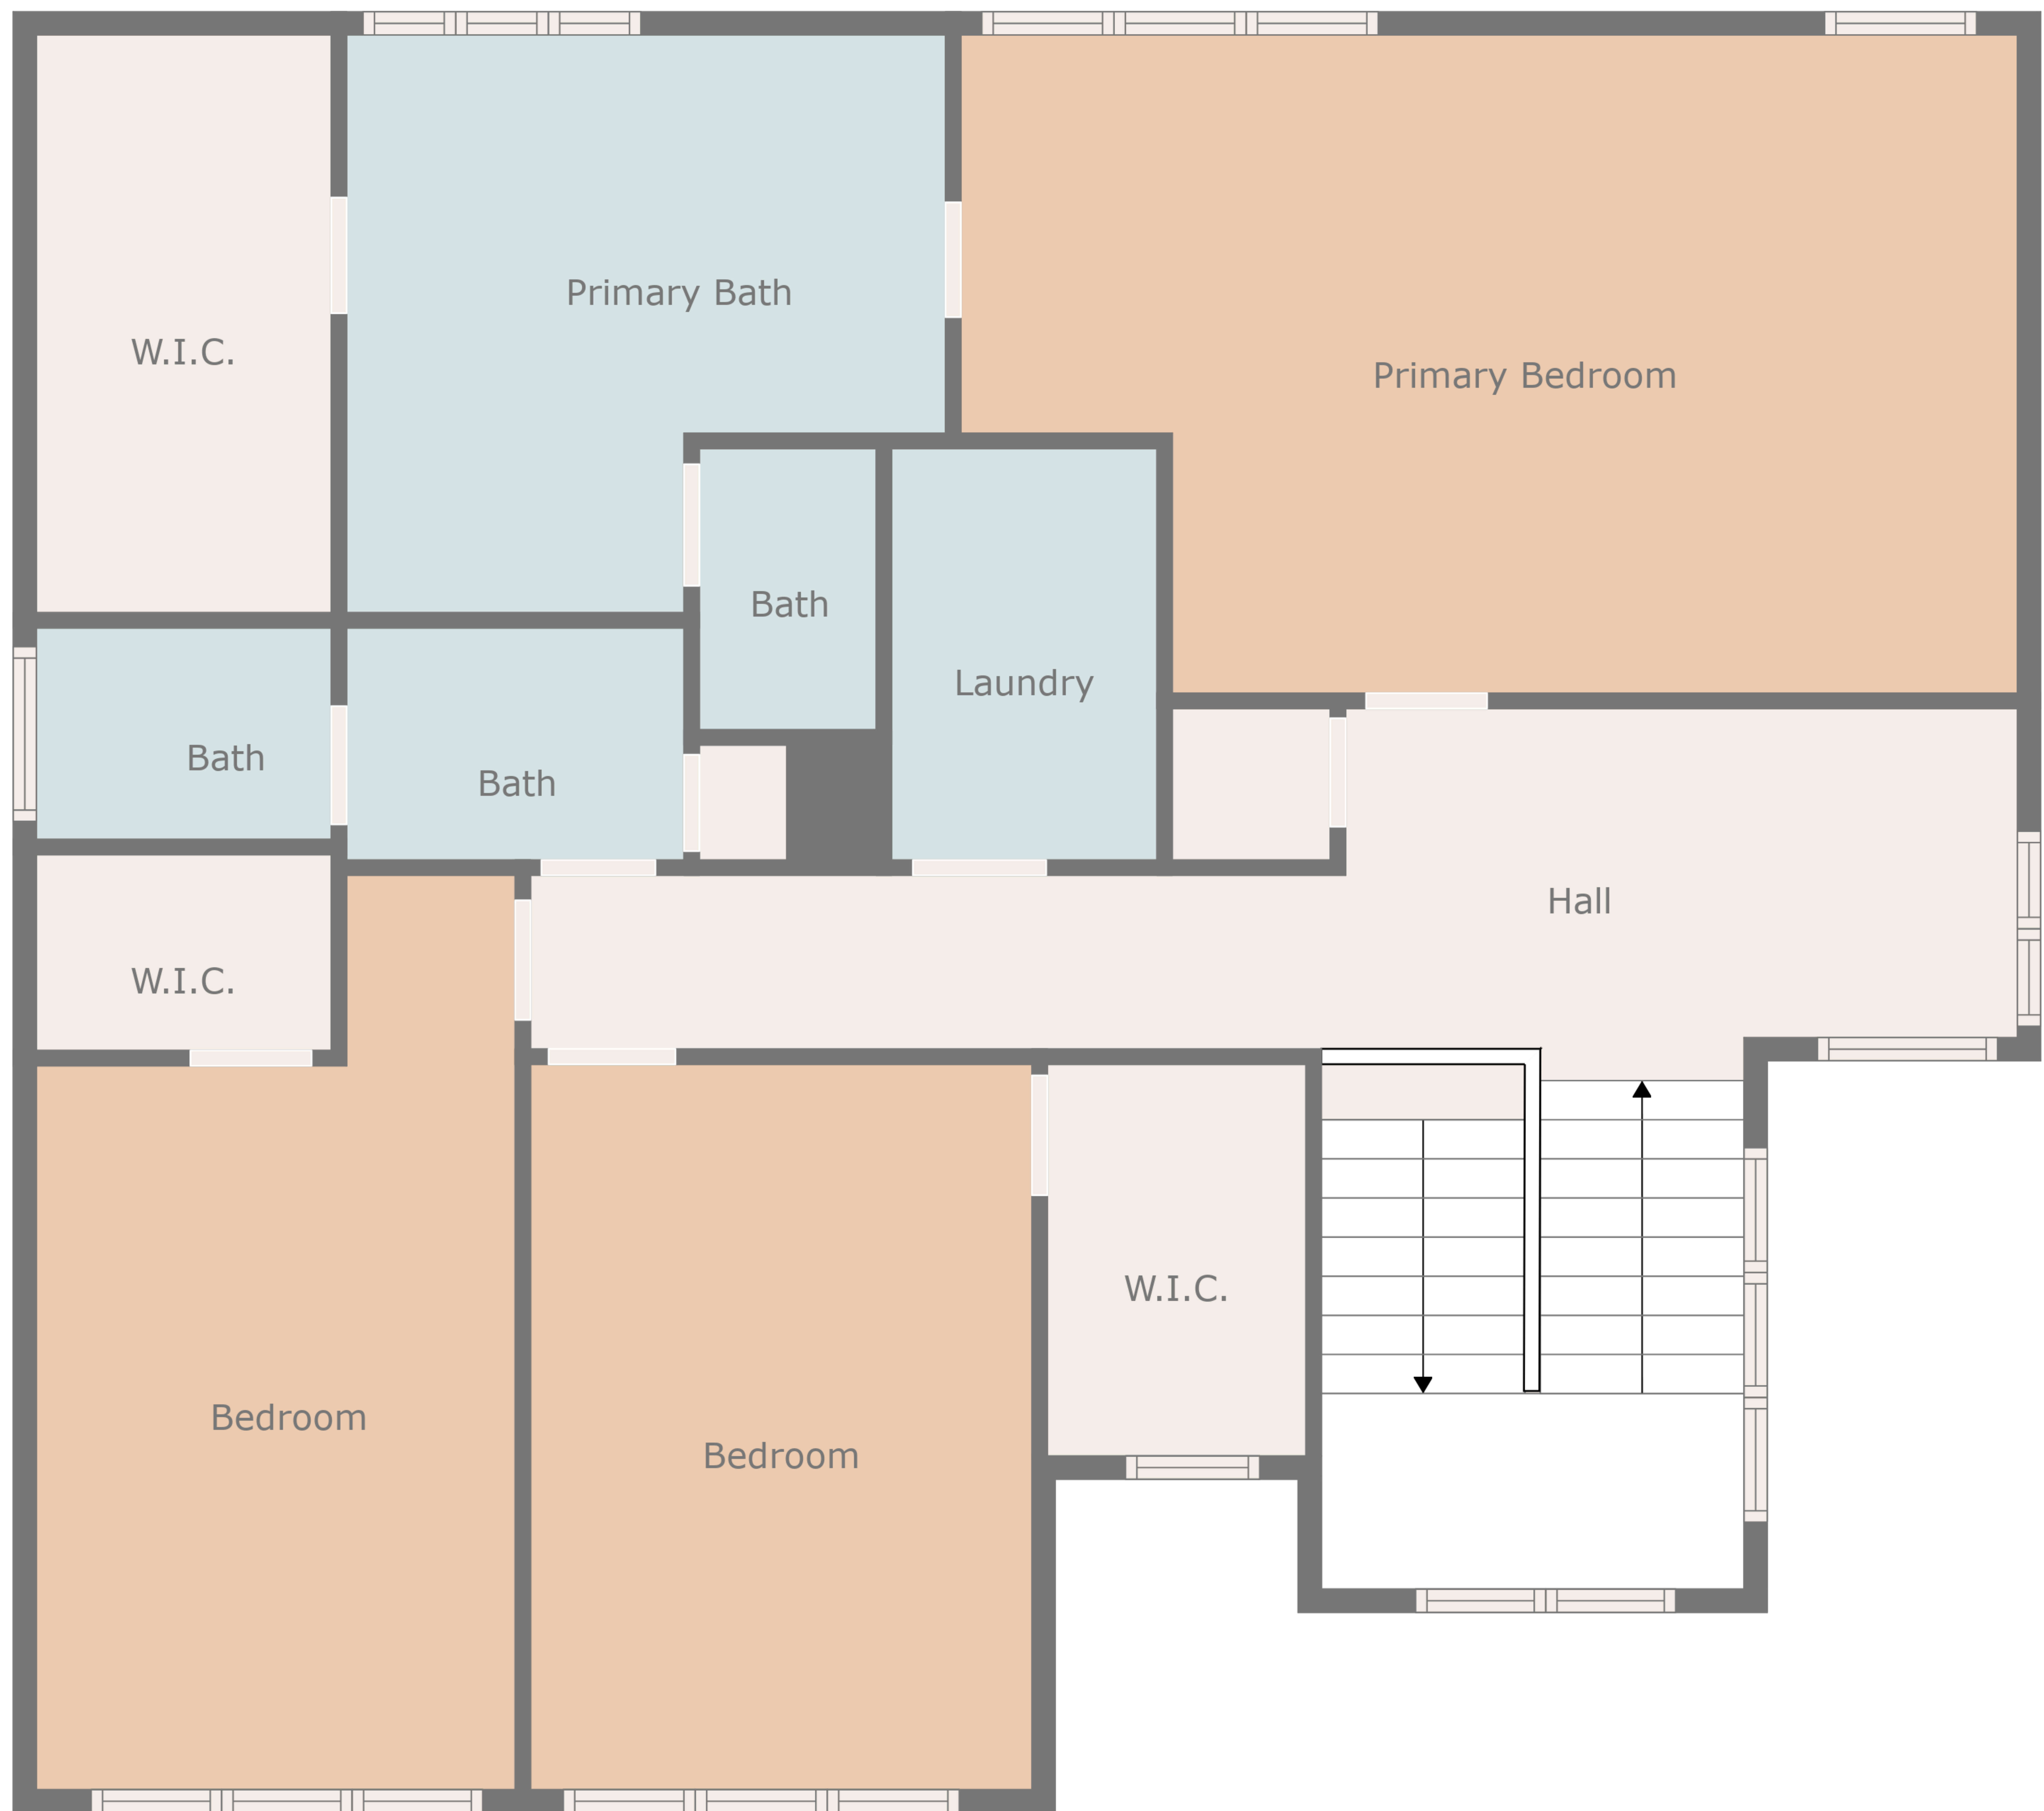 Primary Bath
W.I.C.
Primary Bedroom
Bath
Laundry
Bath
Bath
Hall
W.I.C.
W.I.C.
Bedroom
Bedroom